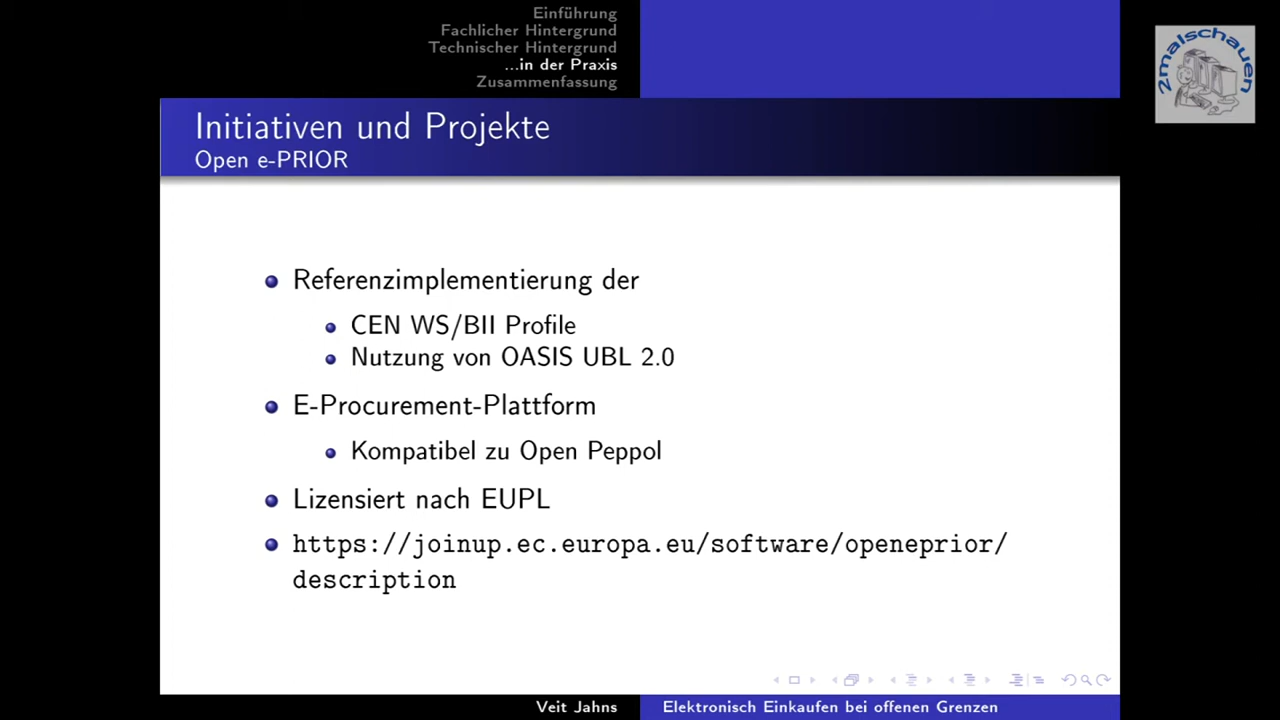 Einführung
Fachlicher Hintergrund
Technischer Hintergrund
...in der Praxis
Zusammenfassung
2malschauen
Initiativen und Projekte
Open e-PRIOR
Referenzimplementierung der
CEN WS/BII Profile
Nutzung von OASIS UBL 2.0
E-Procurement-Plattform
Kompatibel zu Open Peppol
Lizensiert nach EUPL
https://joinup.ec.europa.eu/software/openeprior/
description
Veit Jahns
Elektronisch Einkaufen bei offenen Grenzen